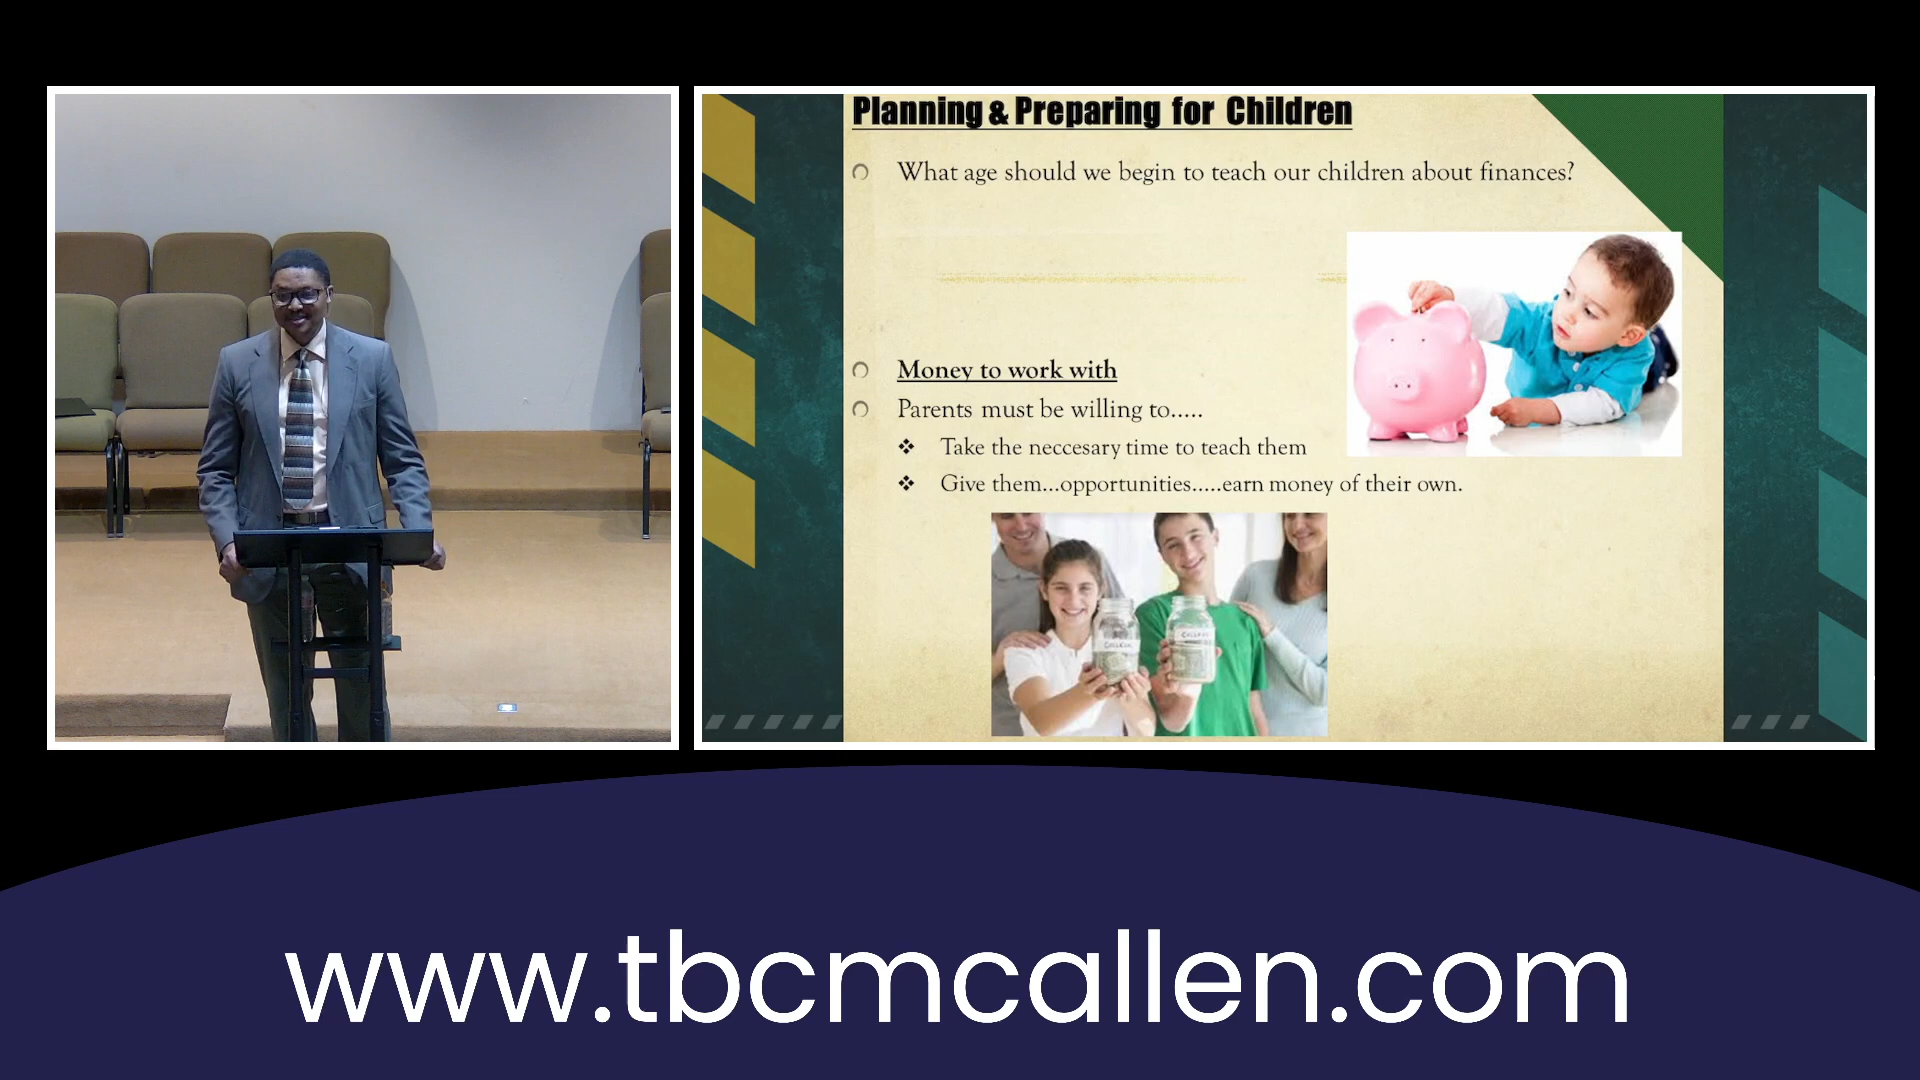 Planning & Preparing for Children
What age should we begin to teach our children about finances?
Money to work with
Parents must be willing to.....
Take the neccesary time to teach them
Give them...opportunities.....earn money of their own.
COLLEGE
COLLEGE
www.tbcmcallen.com